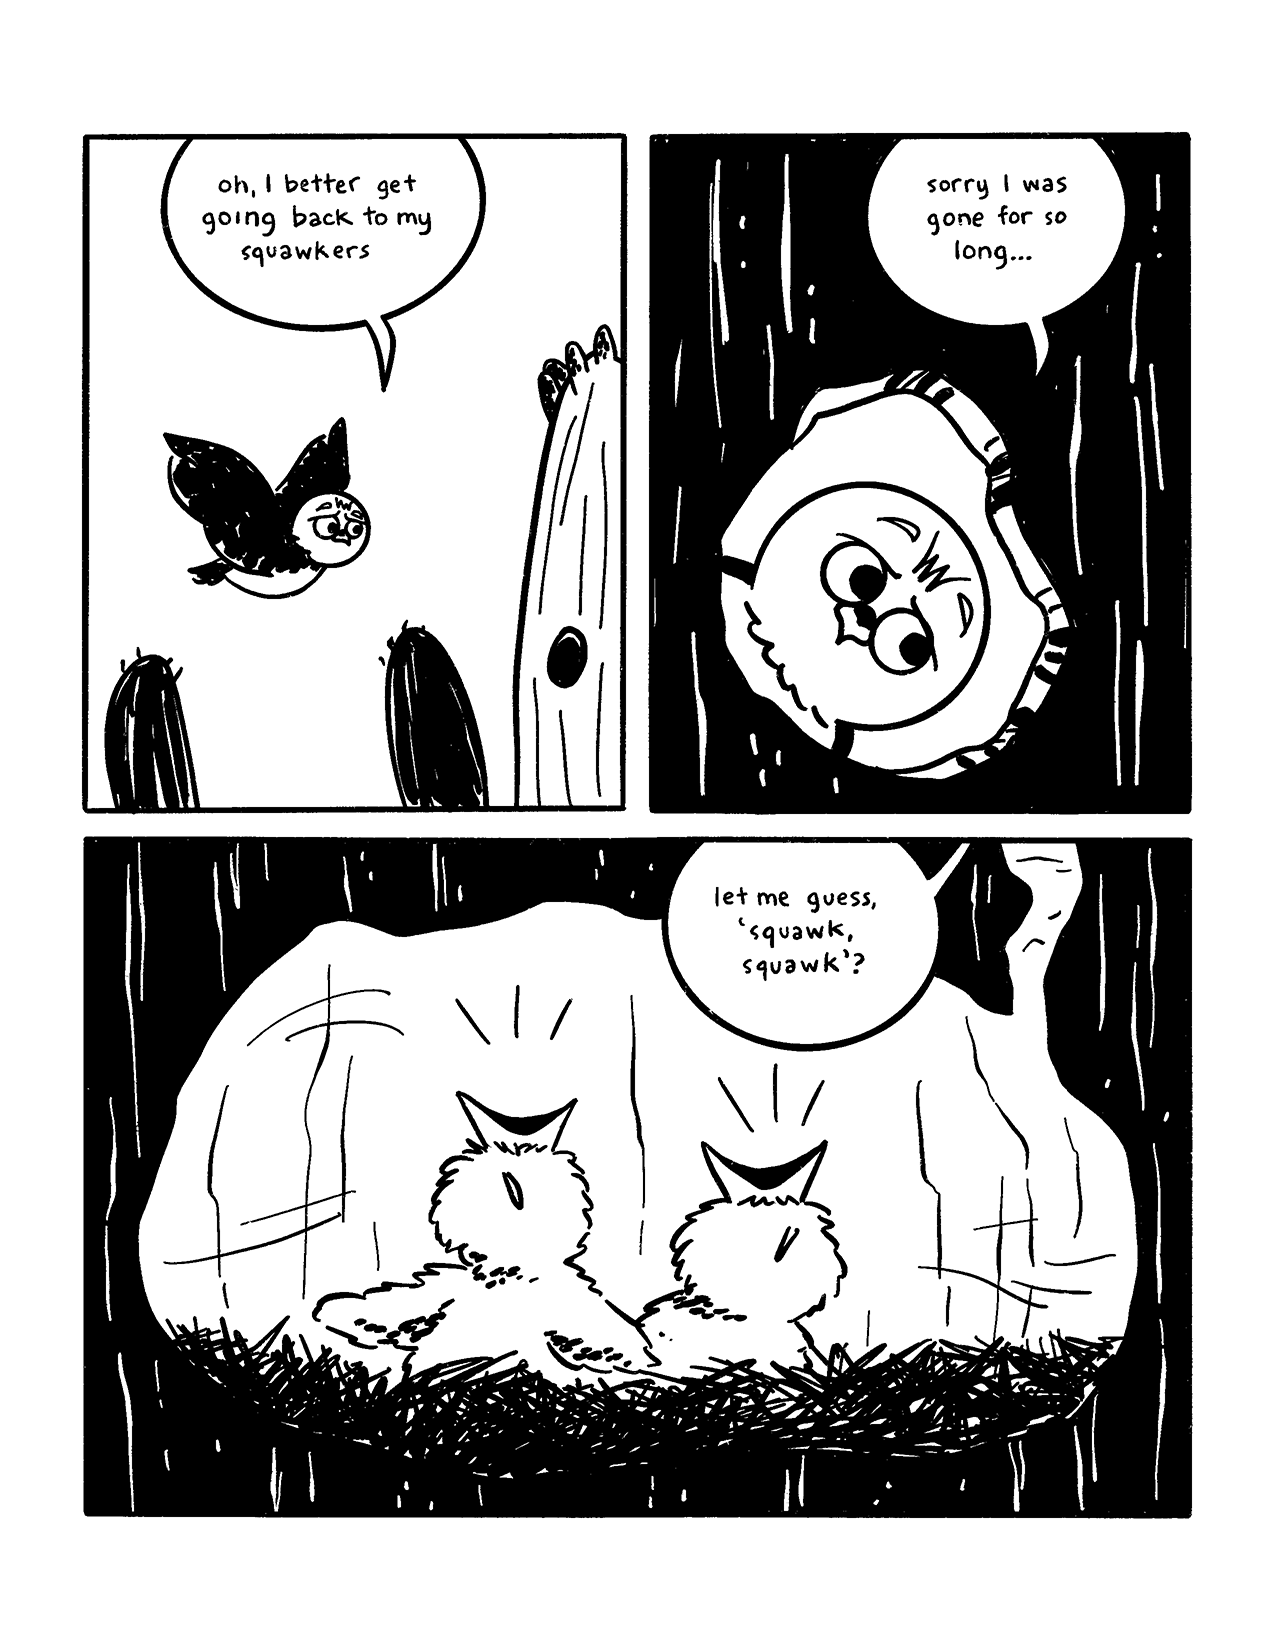 oh, I better get
going back to my
squawkers
sorry I was
gone for so
long...
let me guess,
'squawk,
squawk'?